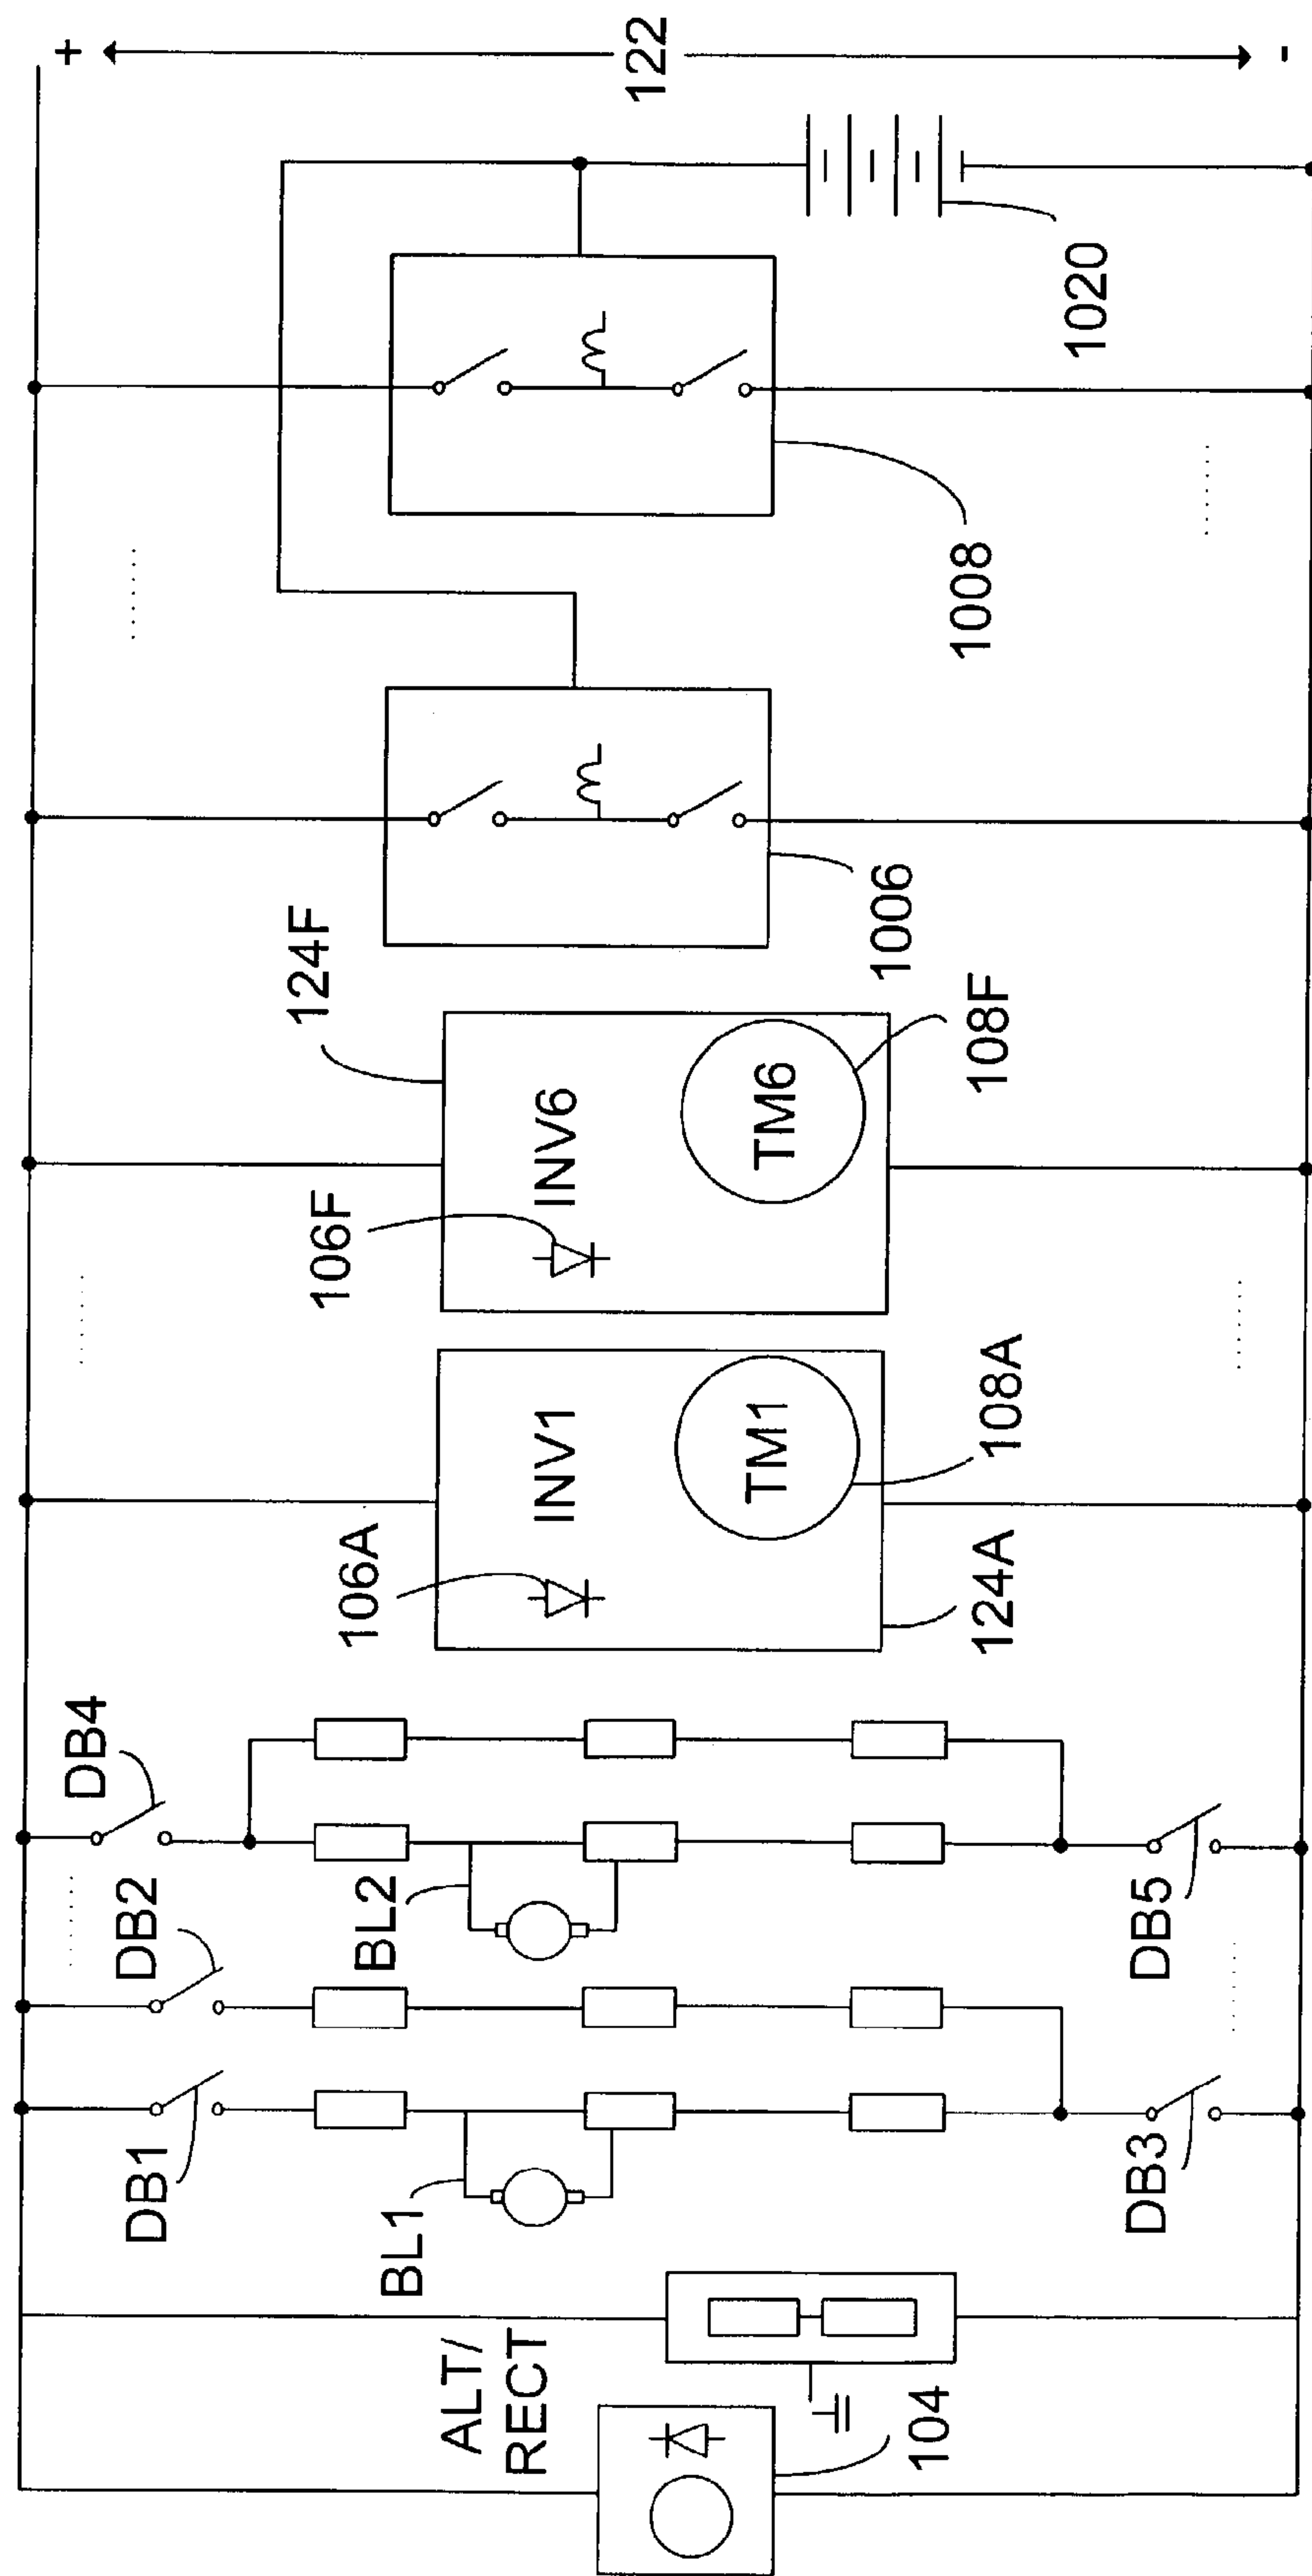 ALT/
RECT
104
BL1
DB1
DB2
DB3
BL2
DB4
DB5
106A
INV1
TM1
108A
124A
106F
INV6
TM6
108F
124F
1006
1008
1020
+
122
-